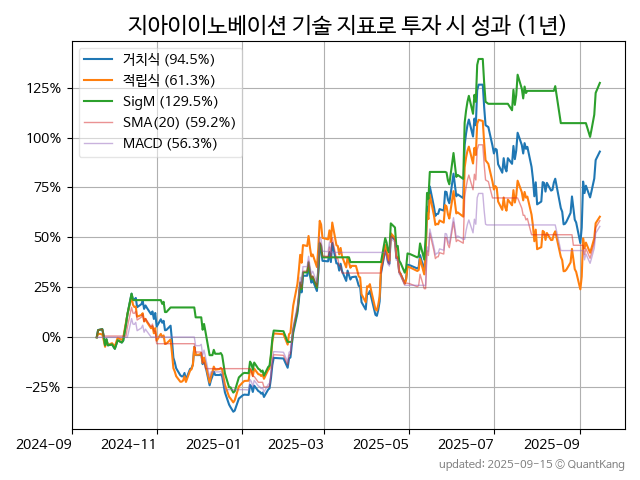 지아이이노베이션 기술 지표로 투자 시 성과 (1년)
거치식 (94.5%)
적립식 (61.3%)
SigM (129.5%)
SMA(20) (59.2%)
MACD (56.3%)
125%
100%
75%
50%
25%
0%
−25%
2024-09
2024-11
2025-01
2025-03
2025-05
2025-07
2025-09
updated: 2025-09-15 © QuantKang